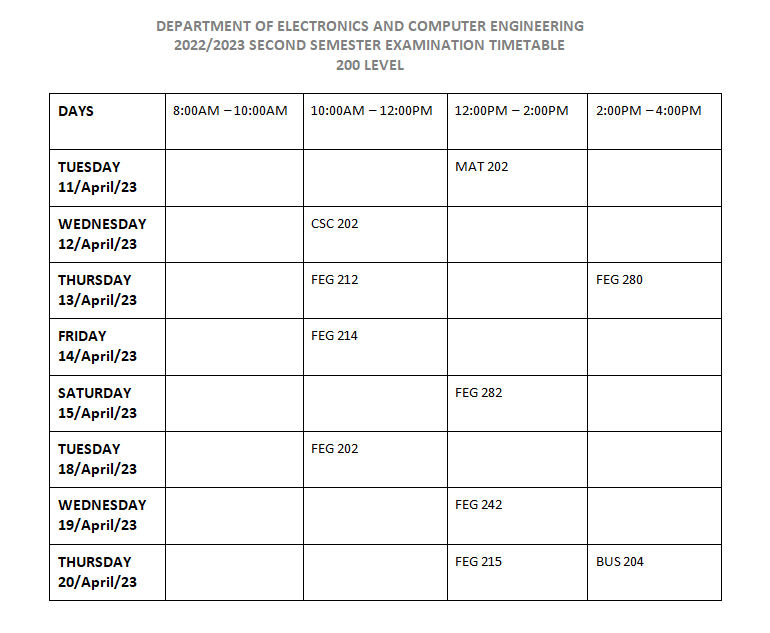 DEPARTMENT OF ELECTRONICS AND COMPUTER ENGINEERING
2022/2023 SECOND SEMESTER EXAMINATION TIMETABLE
200 LEVEL
DAYS 8:00AM – 10:00AM 10:00AM – 12:00PM 12:00PM – 2:00PM 2:00PM – 4:00PM
TUESDAY MAT 202
11/April/23
WEDNESDAY CSC 202
12/April/23
THURSDAY FEG 212 FEG 280
13/April/23
FRIDAY FEG 214
14/April/23
SATURDAY FEG 282
15/April/23
TUESDAY FEG 202
18/April/23
WEDNESDAY FEG 242
19/April/23
THURSDAY FEG 215 BUS 204
20/April/23